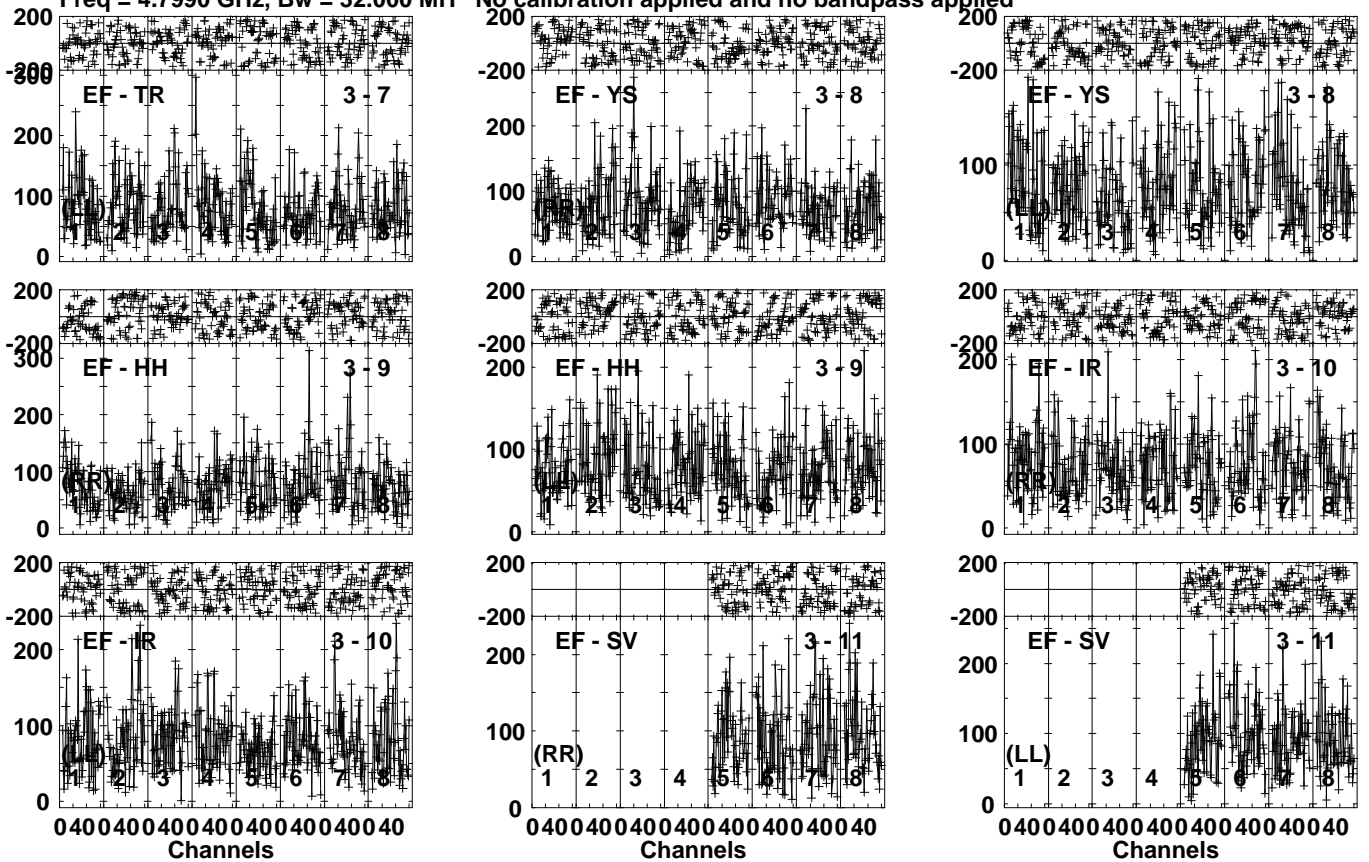 Freq = 4.7990 GHz, Bw = 32.000 MH No calibration applied and no bandpass applied
200 200 200
-200 -200 -200
300 EF - TR 3 - 7 EF - YS 3 - 8 EF - YS 3 - 8
200 200
100 100 100
(LL) (RR) (LL)
1 2 3 4 5 6 7 8 1 2 3 4 5 6 7 8 1 2 3 4 5 6 7 8
0 0 0
200 200 200
-200 -200 -200
300 EF - HH 3 - 9 EF - HH 3 - 9 200 EF - IR 3 - 10
200 200
100 100 100
(RR) (LL) (RR)
1 2 3 4 5 6 7 8 1 2 3 4 5 6 7 8 1 2 3 4 5 6 7 8
0 0 0
200 200 200
-200 -200 -200
EF - IR 3 - 10 EF - SV 3 - 11 EF - SV 3 - 11
200 200 200
100 100 100
(LL) (RR) (LL)
1 2 3 4 5 6 7 8 1 2 3 4 5 6 7 8 1 2 3 4 5 6 7 8
0 0 0
0 40 0 40 0 40 0 40 0 40 0 40 0 40 0 40 0 40 0 40 0 40 0 40 0 40 0 40 0 40 0 40 0 40 0 40 0 40 0 40 0 40 0 40 0 40 0 40
Channels Channels Channels